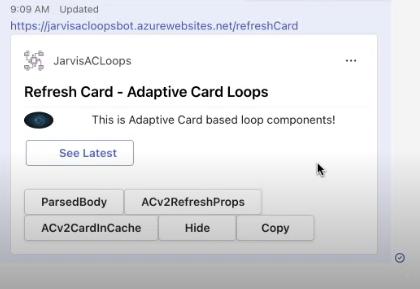 9:09 AM Updated
https://jarvisacloopsbot.azurewebsites.net/refreshCard
JarvisACLoops
Refresh Card - Adaptive Card Loops
This is Adaptive Card based loop components!
See Latest
ParsedBody ACv2RefreshProps
ACv2CardInCache Hide Copy